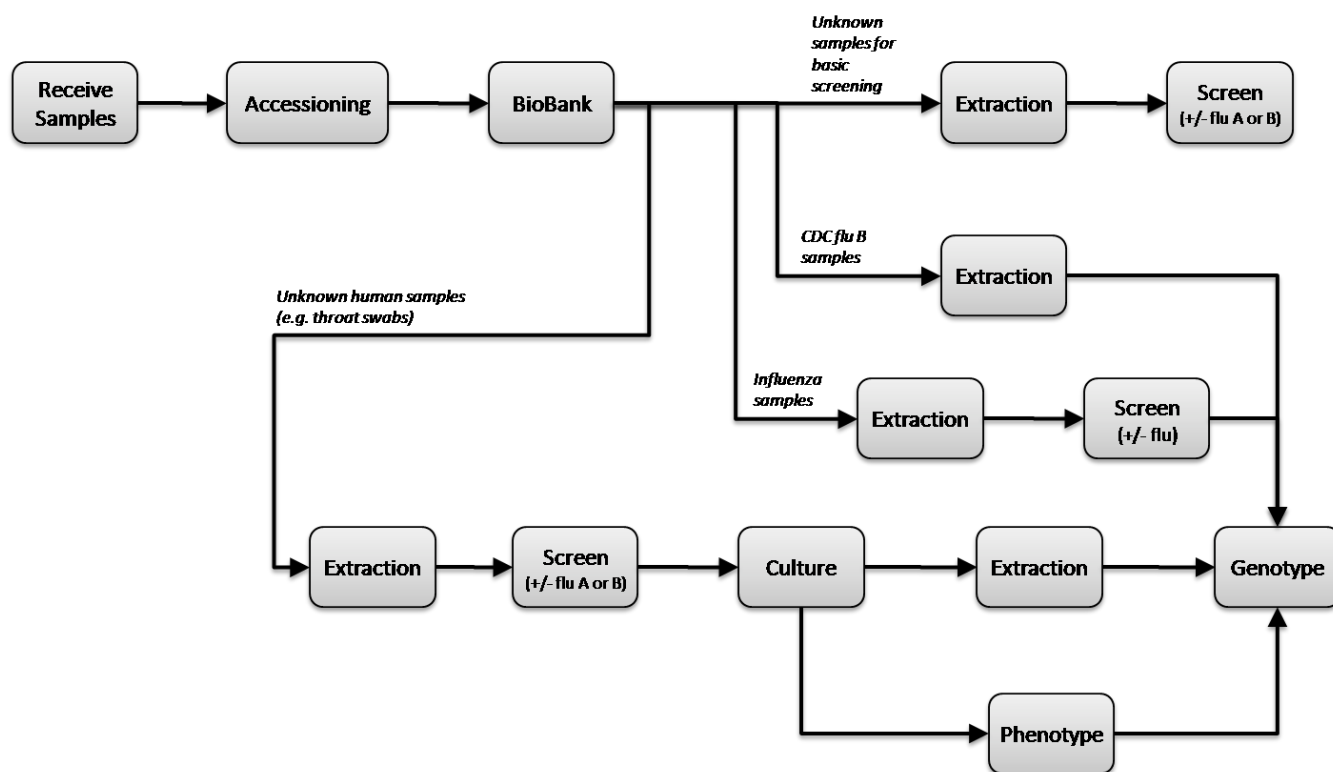 Unknown
samples for
basic
screening
Receive
Samples
Accessioning
BioBank
Extraction
Screen
(+/- flu A or B)
CDC flu B
samples
Extraction
Unknown human samples
(e.g. throat swabs)
Influenza
samples
Extraction
Screen
(+/- flu)
Extraction
Screen
(+/- flu A or B)
Culture
Extraction
Genotype
Phenotype